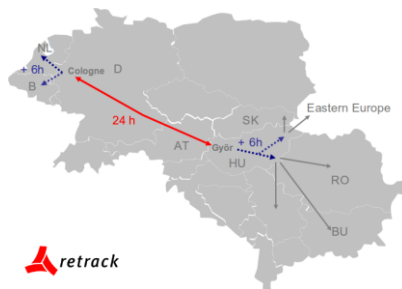 NL
+ 6h
Cologne
D
B
Eastern Europe
24 h
SK
+ 6h
AT
Györ
HU
RO
BU
retrack